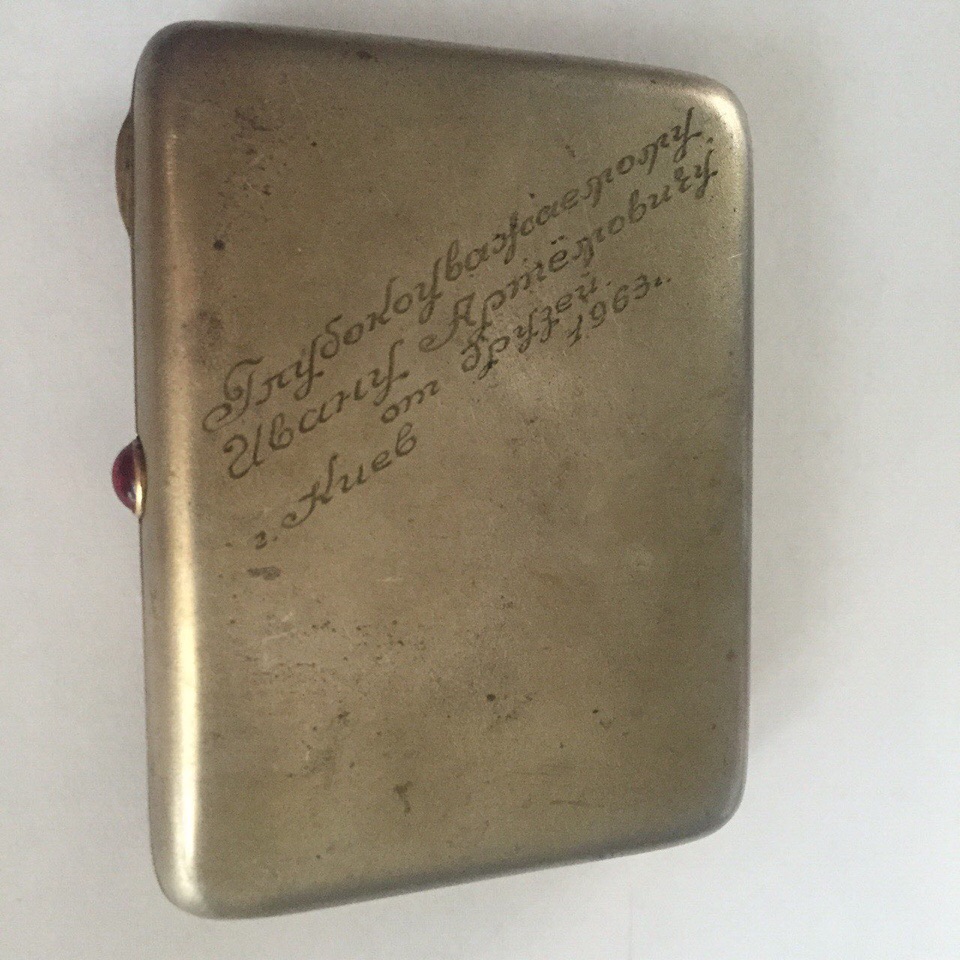 Глубокоуважаемому
Ивану Артёмовичу
от друзей.
г. Киев 1963г.